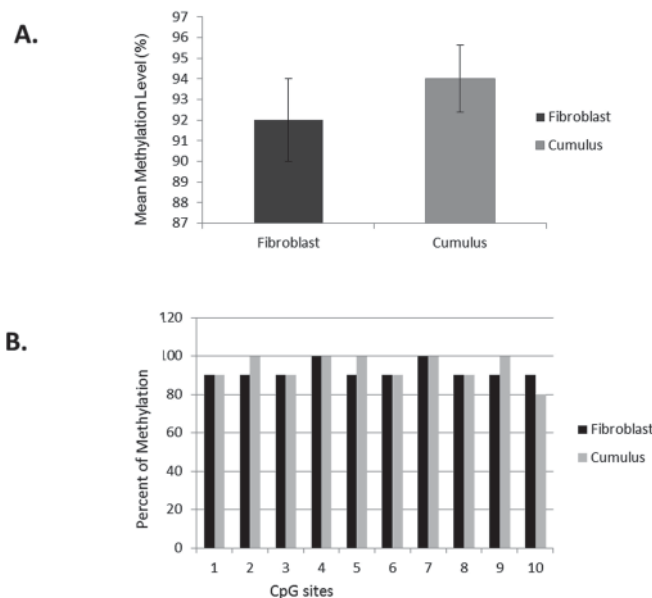 A.
Mean Methylation Level (%)
97
96
95
94
93
92
91
90
89
88
87
Fibroblast
Cumulus
Fibroblast
Cumulus
B.
Percent of Methylation
120
100
80
60
40
20
0
1 2 3 4 5 6 7 8 9 10
CpG sites
Fibroblast
Cumulus